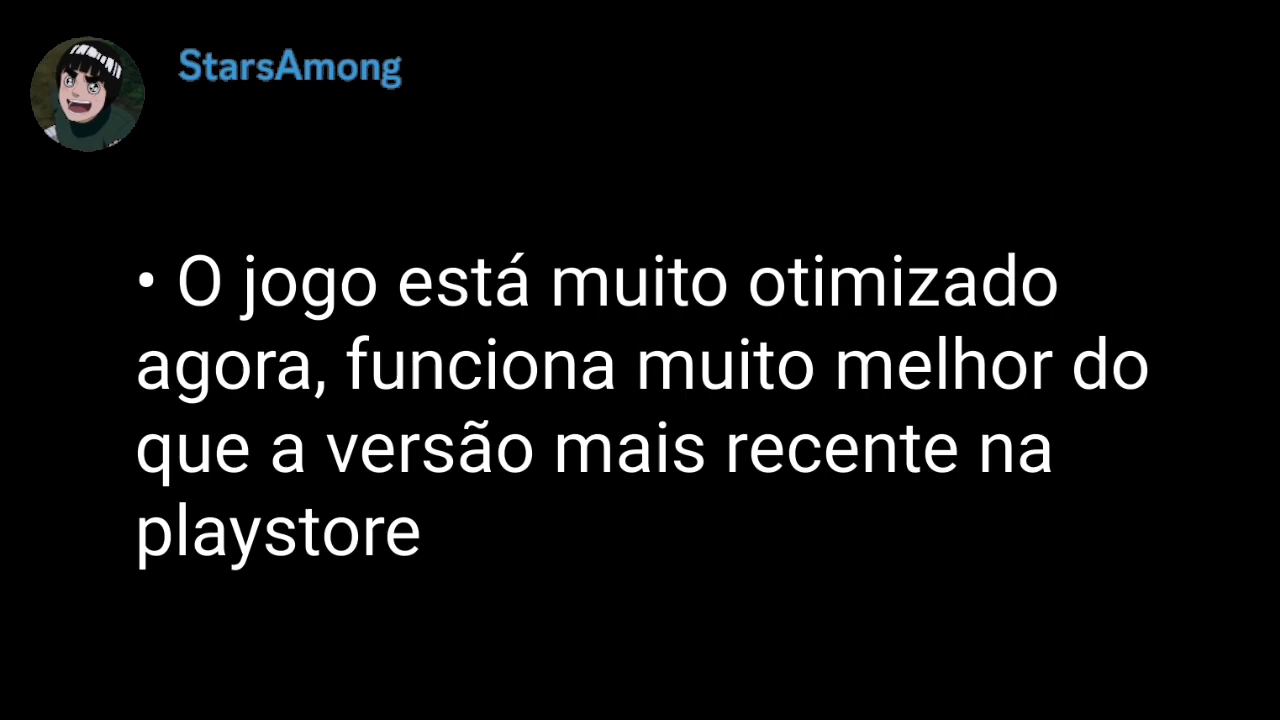 StarsAmong
• O jogo está muito otimizado
agora, funciona muito melhor do
que a versão mais recente na
playstore